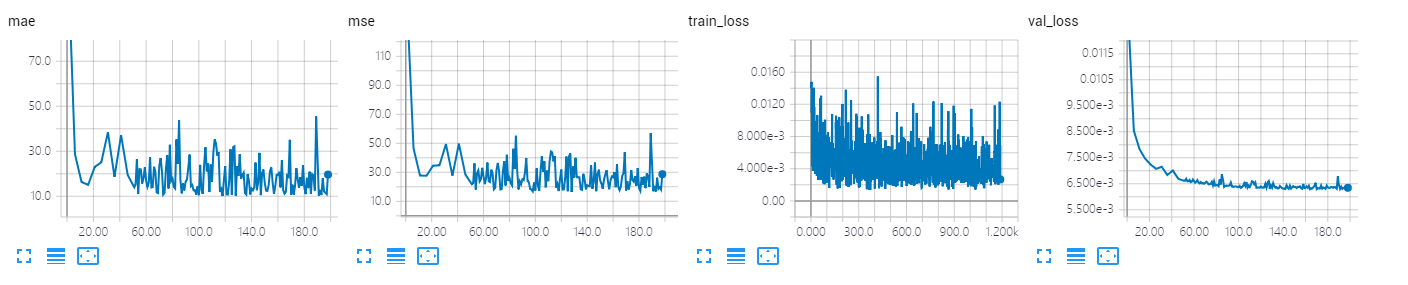 mae
70.0
50.0
30.0
10.0
20.00 60.00 100.0 140.0 180.0
mse
110
90.0
70.0
50.0
30.0
10.0
20.00 60.00 100.0 140.0 180.0
train_loss
0.0160
0.0120
8.000e-3
4.000e-3
0.00
0.000 300.0 600.0 900.0 1.200k
val_loss
0.0115
0.0105
9.500e-3
8.500e-3
7.500e-3
6.500e-3
5.500e-3
20.00 60.00 100.0 140.0 180.0